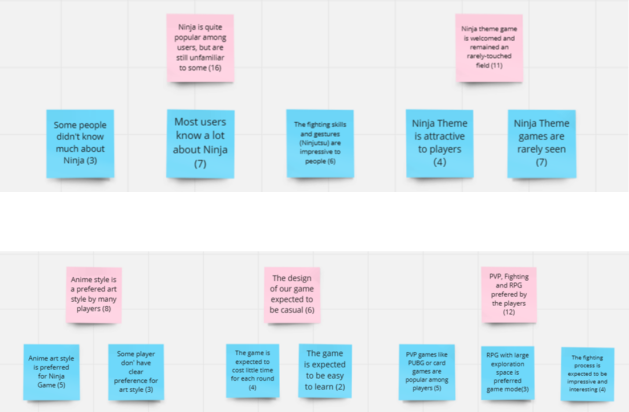 Ninja is quite
popular among
users, but are
still unfamiliar
to some (16)
Ninja theme game
is welcomed and
remained an
rarely-touched
field (11)
Some people
didn't know
much about
Ninja (3)
Most users
know a lot
about Ninja
(7)
The fighting skills
and gestures
(Ninjutsu) are
impressive to
people (6)
Ninja Theme
is attractive
to players
(4)
Ninja Theme
games are
rarely seen
(7)
Anime style is
a prefered art
style by many
players (8)
The design
of our game
expected to
be casual (6)
PVP, Fighting
and RPG
prefered by
the players
(12)
Anime art style
is preferred
for Ninja
Game (5)
Some player
don' have
clear
preference for
art style (3)
The game is
expected to
cost little time
for each round
(4)
The game
is expected
to be easy
to learn (2)
PVP games like
PUBG or card
games are
popular among
players (5)
RPG with large
exploration
space is
preferred
game mode(3)
The fighting
process is
expected to be
impressive and
interesting (4)